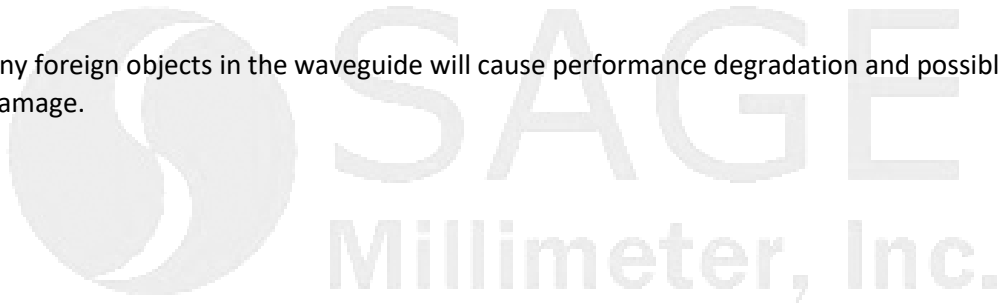 ny foreign objects in the waveguide will cause performance degradation and possibl
amage.
SAGE
Millimeter, Inc.